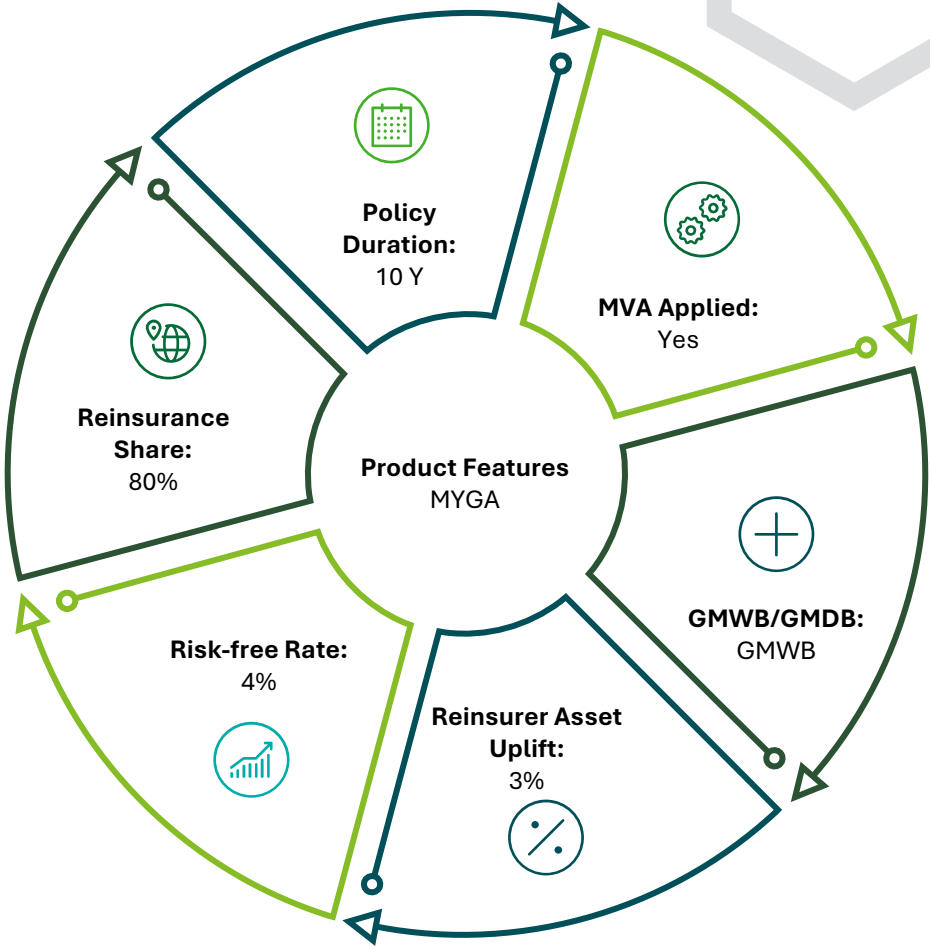 Product Features
MYGA
Policy
Duration:
10 Y
MVA Applied:
Yes
GMWB/GMDB:
GMWB
Reinsurer Asset
Uplift:
3%
Risk-free Rate:
4%
Reinsurance
Share:
80%